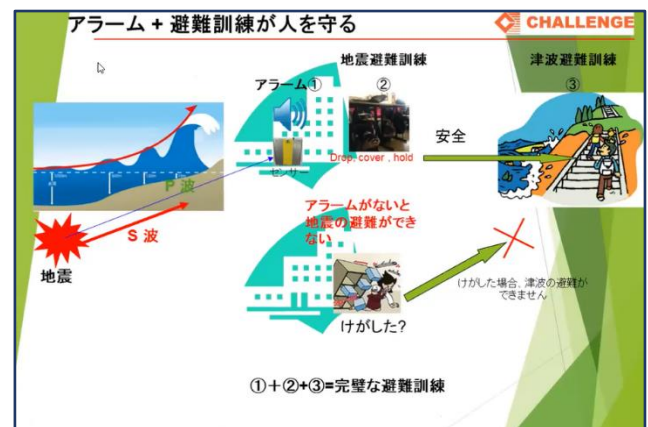 アラーム + 避難訓練が人を守る
CHALLENGE
地震避難訓練
②
津波避難訓練
③
アラーム①
センサー
Drop, cover , hold
安全
P 波
S 波
地震
アラームがないと
地震の避難ができ
ない
けがした?
けがした場合、津波の避難が
できません
①+②+③=完璧な避難訓練